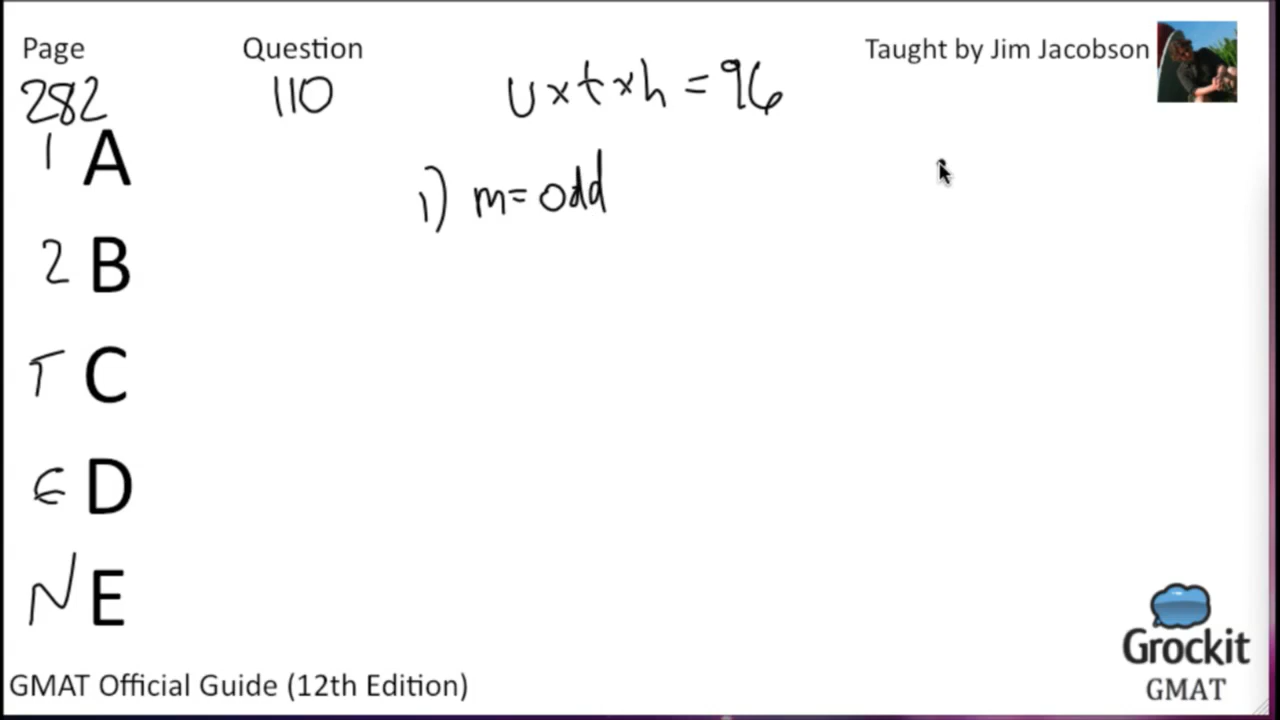 Page Question Taught by Jim Jacobson
282 110 u×t×h = 96
1 A
1) m = odd
2 B
T C
E D
N E
Grockit
GMAT
GMAT Official Guide (12th Edition)